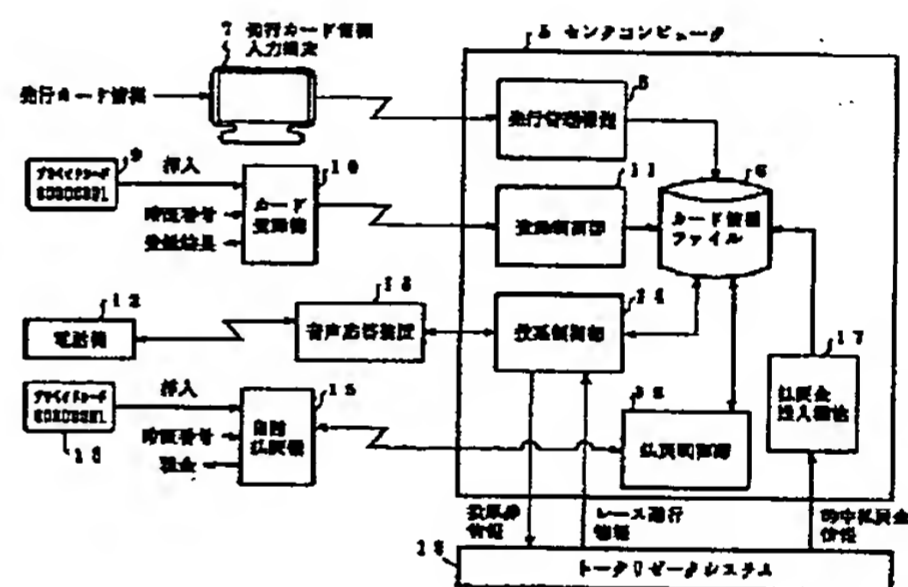 7 発行カード情報
入力端末
5 センタコンピュータ
発行カード情報
8
発行管理機能
プリペイドカード
9
挿入
10
カード
登録機
暗証番号
登録結果
11
登録制御部
6
カード情報
ファイル
12
電話機
13
音声応答装置
14
投票制御部
17
払戻金
投入機能
プリペイドカード
16
挿入
15
自動
払戻機
暗証番号
現金
払戻制御部
投票券
情報
レース進行
情報
的中払戻金
情報
18
トータリゼータシステム